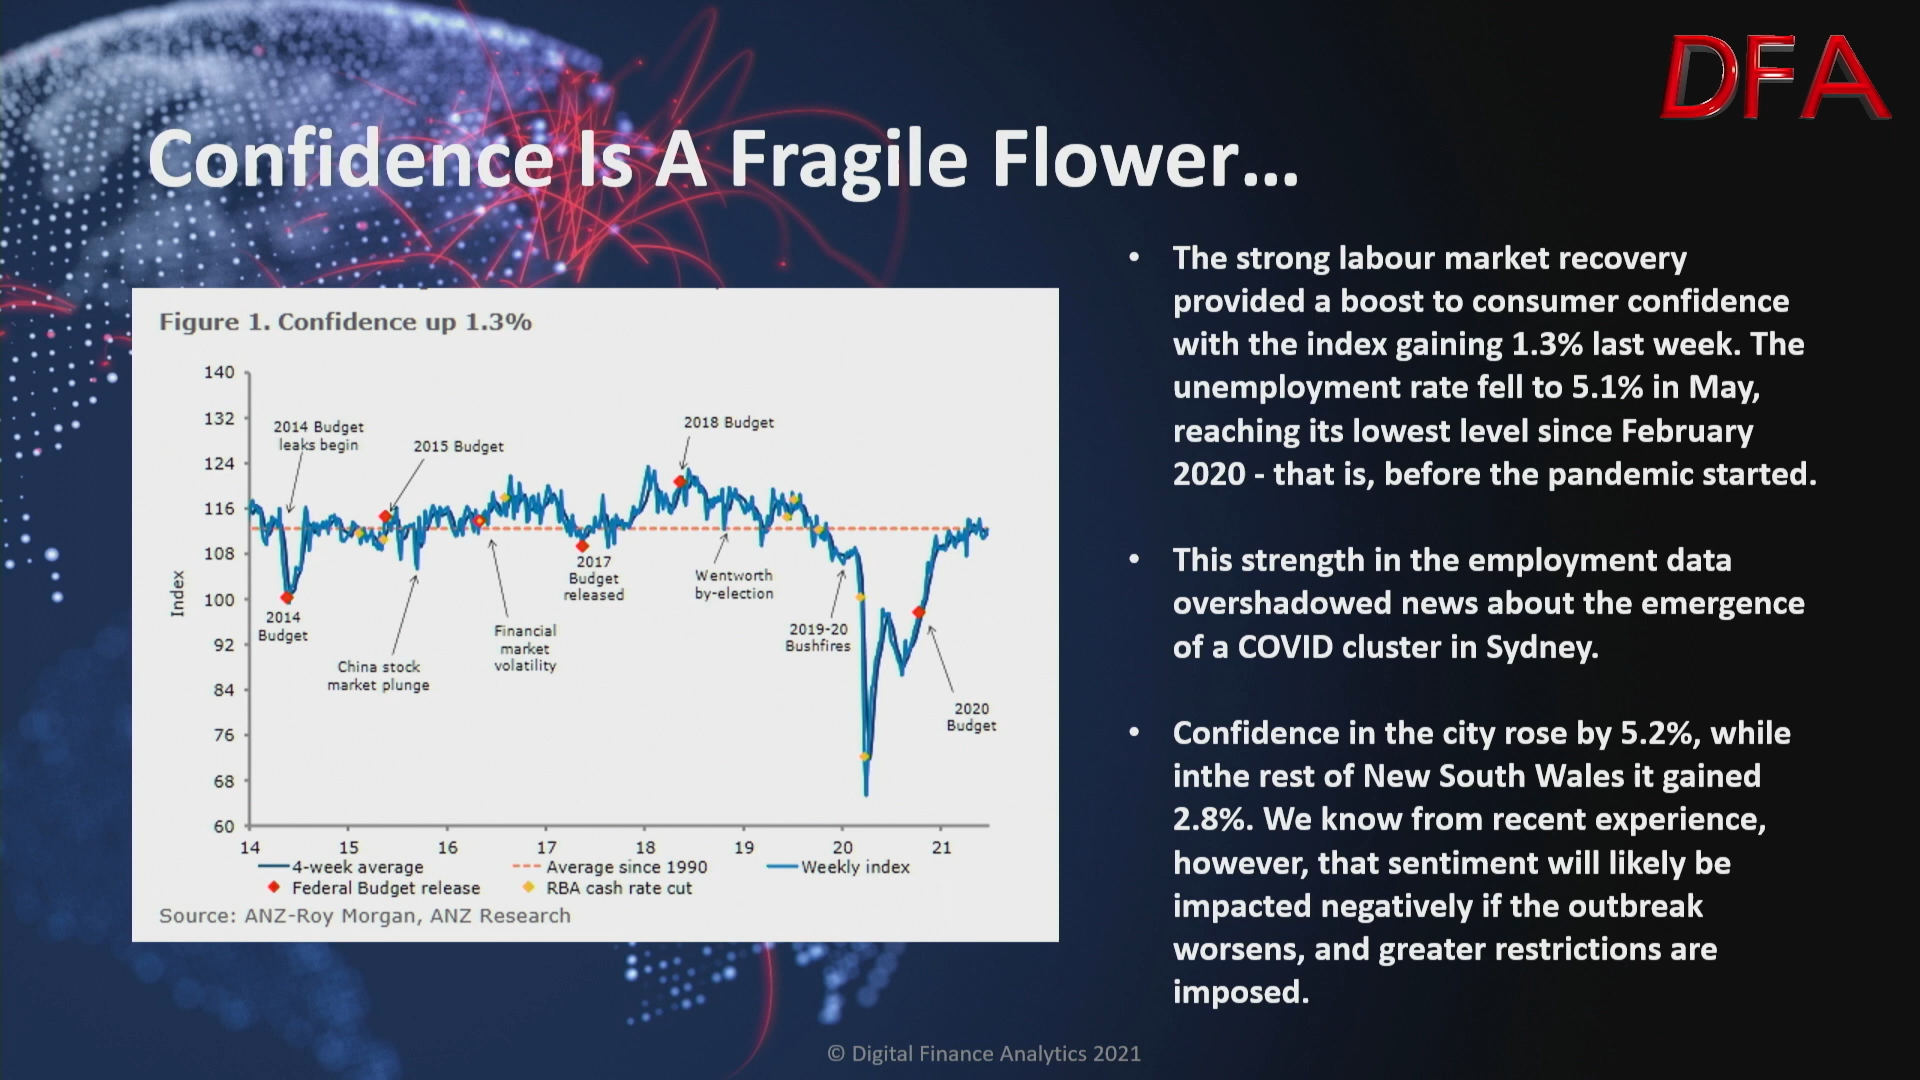 DFA
Confidence Is A Fragile Flower...
Figure 1. Confidence up 1.3%
140
132
124
116
108
100
92
84
76
68
60
Index
14
15
16
17
18
19
20
21
2014 Budget
leaks begin
2015 Budget
2018 Budget
2014
Budget
China stock
market plunge
Financial
market
volatility
2017
Budget
released
Wentworth
by-election
2019-20
Bushfires
2020
Budget
4-week average
Average since 1990
Weekly index
Federal Budget release
RBA cash rate cut
Source: ANZ-Roy Morgan, ANZ Research
• The strong labour market recovery
provided a boost to consumer confidence
with the index gaining 1.3% last week. The
unemployment rate fell to 5.1% in May,
reaching its lowest level since February
2020 - that is, before the pandemic started.
• This strength in the employment data
overshadowed news about the emergence
of a COVID cluster in Sydney.
• Confidence in the city rose by 5.2%, while
inthe rest of New South Wales it gained
2.8%. We know from recent experience,
however, that sentiment will likely be
impacted negatively if the outbreak
worsens, and greater restrictions are
imposed.
© Digital Finance Analytics 2021